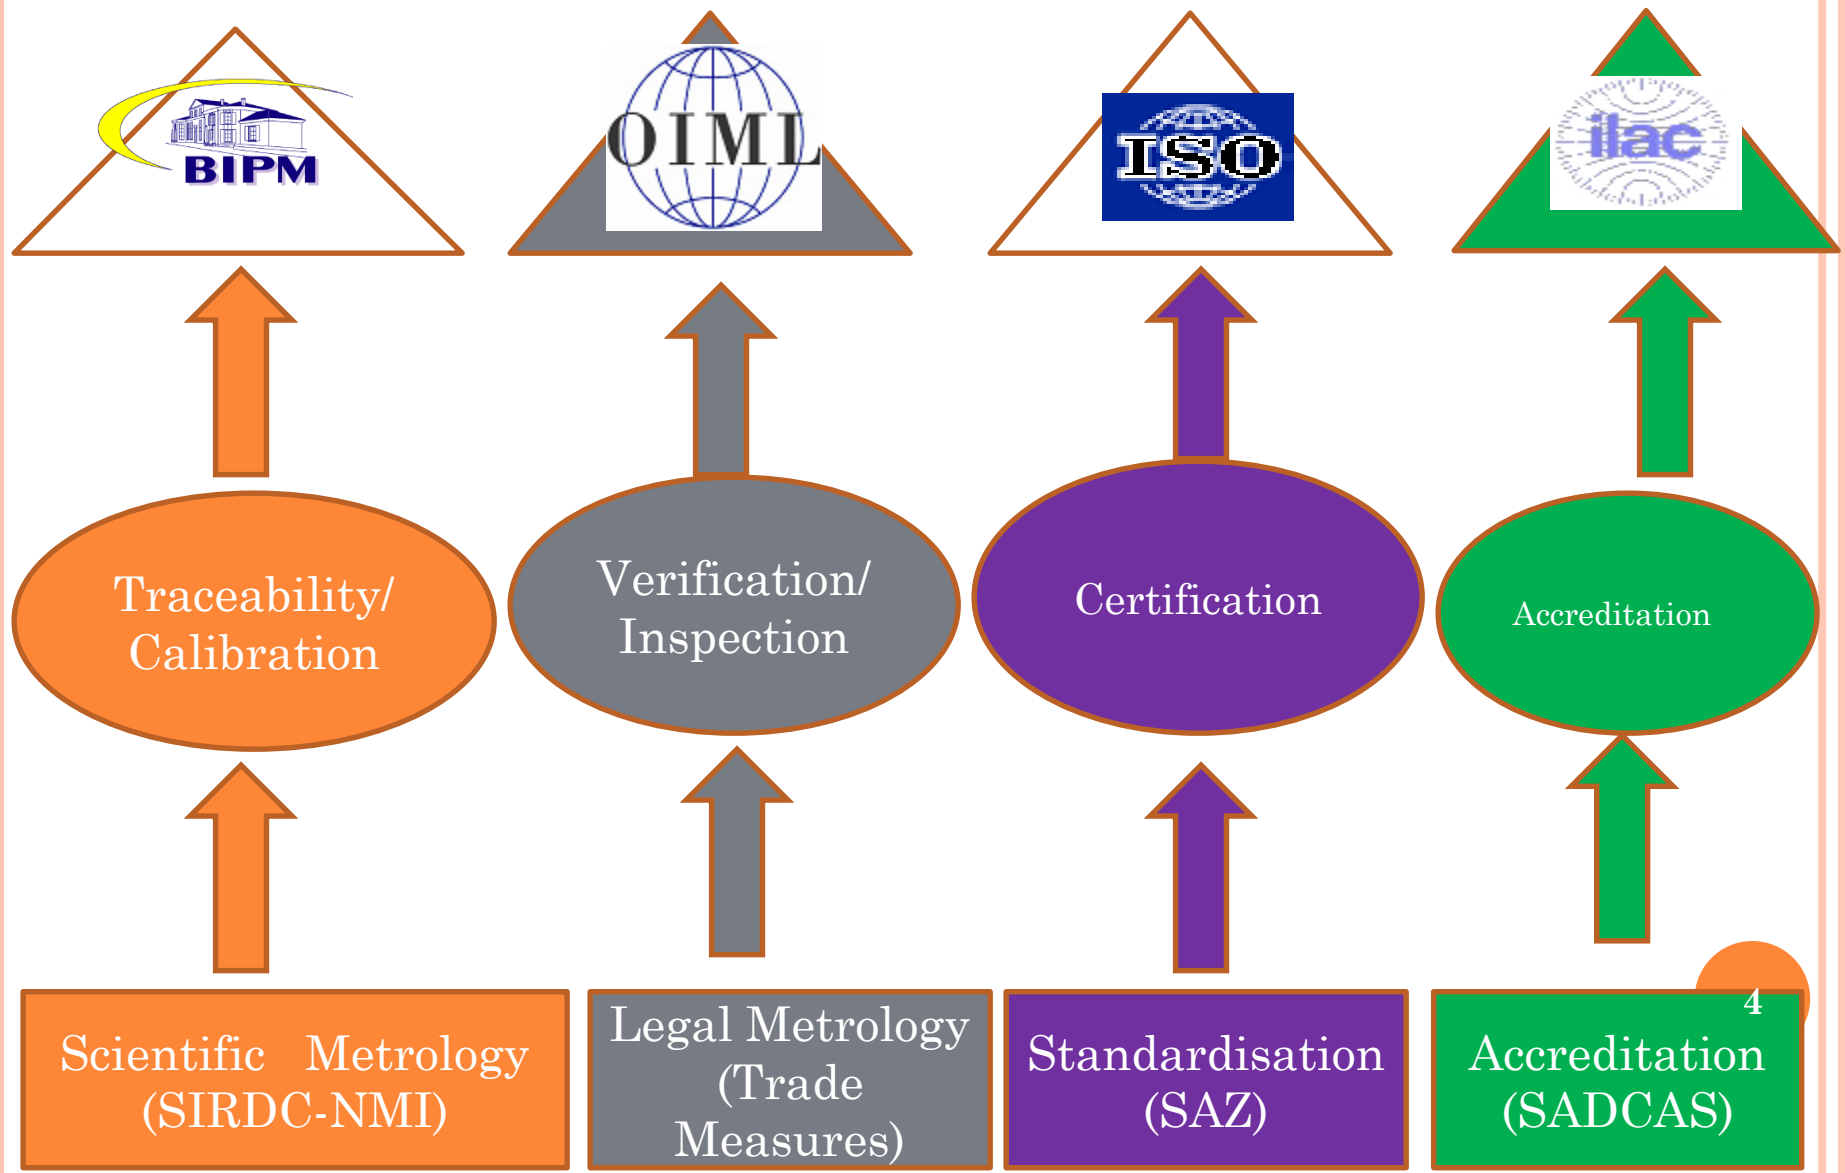 BIPM
OIML
ISO
ilac
Traceability/
Calibration
Verification/
Inspection
Certification
Accreditation
4
Scientific Metrology
(SIRDC-NMI)
Legal Metrology
(Trade
Measures)
Standardisation
(SAZ)
Accreditation
(SADCAS)